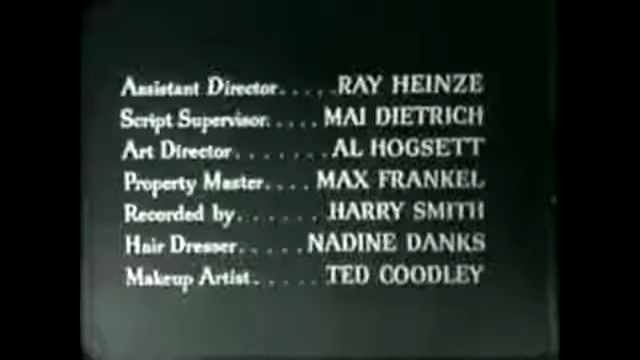 Assistant Director.....RAY HEINZE
Script Supervisor.....MAI DIETRICH
Art Director.......AL HOGSETT
Property Master....MAX FRANKEL
Recorded by.......HARRY SMITH
Hair Dresser.....NADINE DANKS
Makeup Artist......TED COODLEY